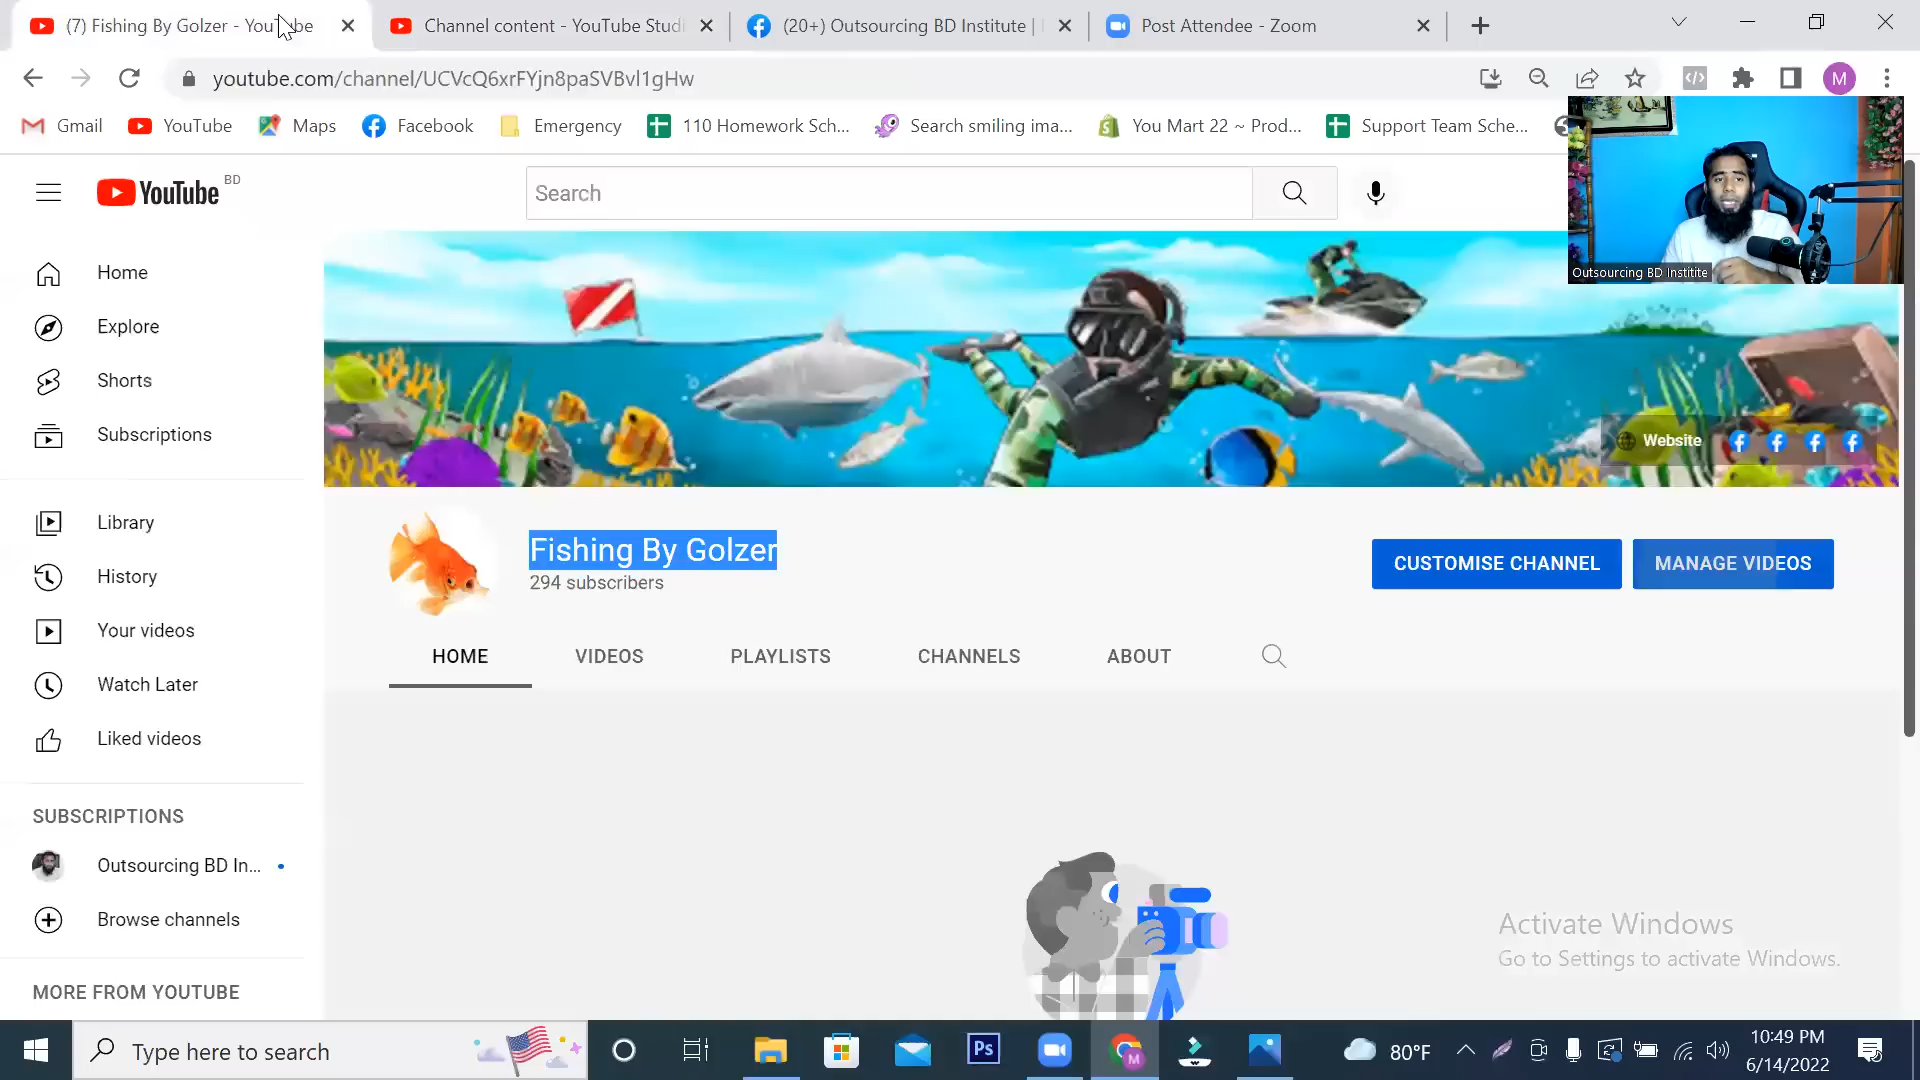 (7) Fishing By Golzer - YouTube
Channel content - YouTube Studi
(20+) Outsourcing BD Institute |
Post Attendee - Zoom
youtube.com/channel/UCVcQ6xrFYjn8paSVBvl1gHw
M
Gmail
YouTube
Maps
Facebook
Emergency
110 Homework Sch...
Search smiling ima...
You Mart 22 ~ Prod...
Support Team Sche...
YouTube BD
Search
Outsourcing BD Institite
Home
Explore
Shorts
Subscriptions
Website
Library
History
Your videos
Watch Later
Liked videos
Fishing By Golzer
294 subscribers
CUSTOMISE CHANNEL
MANAGE VIDEOS
HOME
VIDEOS
PLAYLISTS
CHANNELS
ABOUT
SUBSCRIPTIONS
Outsourcing BD In...
Browse channels
MORE FROM YOUTUBE
Activate Windows
Go to Settings to activate Windows.
Type here to search
Ps
M
80°F
10:49 PM
6/14/2022